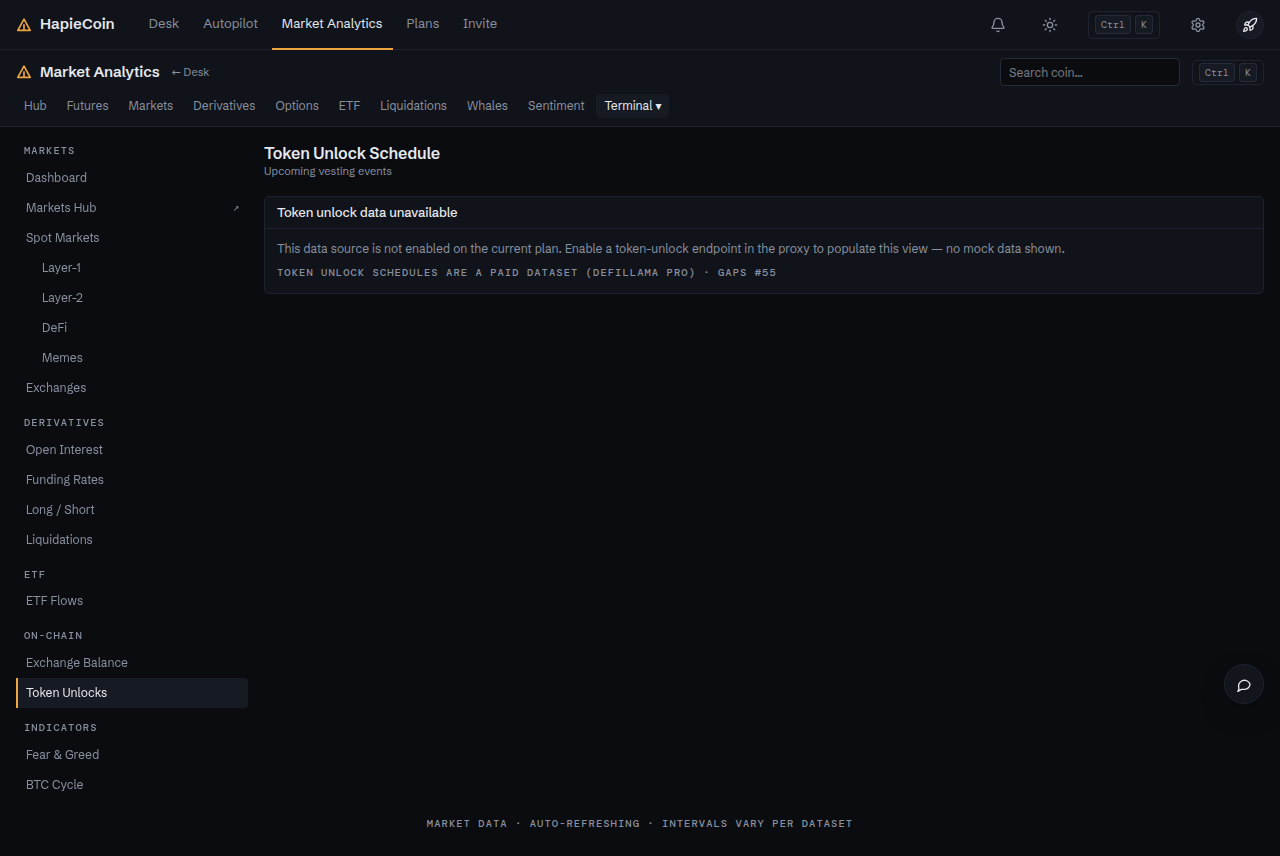 HapieCoin
Desk
Autopilot
Market Analytics
Plans
Invite
Ctrl K
Market Analytics
← Desk
Search coin...
Ctrl K
Hub
Futures
Markets
Derivatives
Options
ETF
Liquidations
Whales
Sentiment
Terminal ▾
MARKETS
Dashboard
Markets Hub ↗
Spot Markets
Layer-1
Layer-2
DeFi
Memes
Exchanges
DERIVATIVES
Open Interest
Funding Rates
Long / Short
Liquidations
ETF
ETF Flows
ON-CHAIN
Exchange Balance
Token Unlocks
INDICATORS
Fear & Greed
BTC Cycle
Token Unlock Schedule
Upcoming vesting events
Token unlock data unavailable
This data source is not enabled on the current plan. Enable a token-unlock endpoint in the proxy to populate this view — no mock data shown.
TOKEN UNLOCK SCHEDULES ARE A PAID DATASET (DEFILLAMA PRO) · GAPS #55
MARKET DATA · AUTO-REFRESHING · INTERVALS VARY PER DATASET